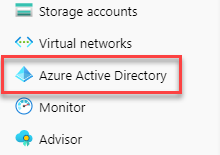 Storage accounts
Virtual networks
Azure Active Directory
Monitor
Advisor